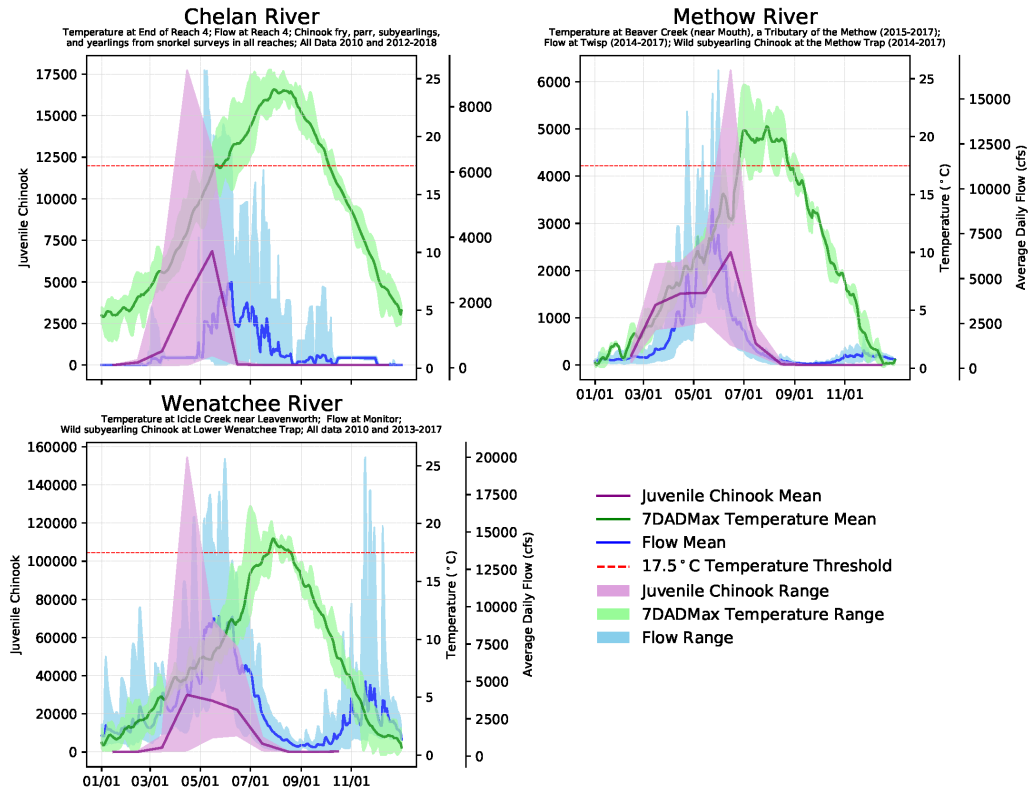 Chelan River
Temperature at End of Reach 4; Flow at Reach 4; Chinook fry, parr, subyearlings,
and yearlings from snorkel surveys in all reaches; All Data 2010 and 2012-2018
17500
15000
12500
10000
7500
5000
2500
0
Juvenile Chinook
25
20
15
10
5
0
8000
6000
4000
2000
0
Methow River
Temperature at Beaver Creek (near Mouth), a Tributary of the Methow (2015-2017);
Flow at Twisp (2014-2017); Wild subyearling Chinook at the Methow Trap (2014-2017)
6000
5000
4000
3000
2000
1000
0
25
20
15
10
5
0
Temperature (°C)
15000
12500
10000
7500
5000
2500
0
Average Daily Flow (cfs)
01/01 03/01 05/01 07/01 09/01 11/01
Wenatchee River
Temperature at Icicle Creek near Leavenworth; Flow at Monitor;
Wild subyearling Chinook at Lower Wenatchee Trap; All data 2010 and 2013-2017
160000
140000
120000
100000
80000
60000
40000
20000
0
Juvenile Chinook
25
20
15
10
5
0
Temperature (°C)
20000
17500
15000
12500
10000
7500
5000
2500
0
Average Daily Flow (cfs)
01/01 03/01 05/01 07/01 09/01 11/01
Juvenile Chinook Mean
7DADMax Temperature Mean
Flow Mean
17.5°C Temperature Threshold
Juvenile Chinook Range
7DADMax Temperature Range
Flow Range